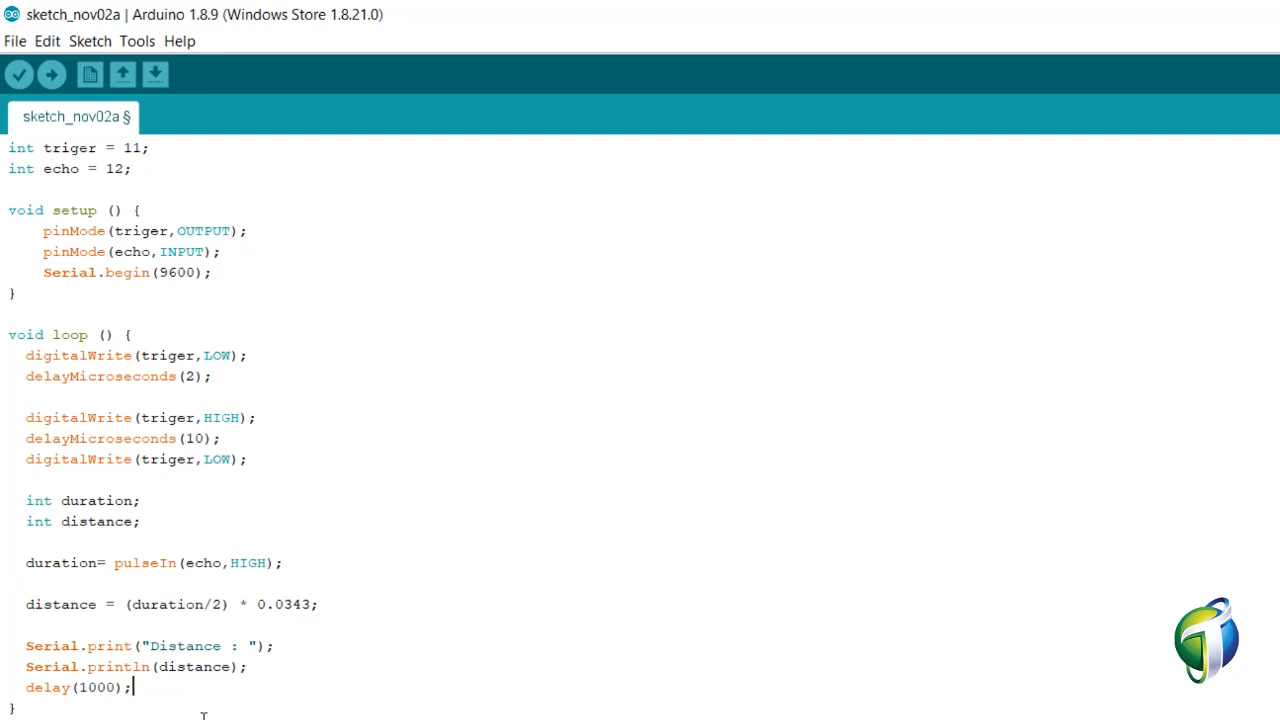 sketch_nov02a | Arduino 1.8.9 (Windows Store 1.8.21.0)
File Edit Sketch Tools Help
sketch_nov02a §
int triger = 11;
int echo = 12;
void setup () {
pinMode(triger,OUTPUT);
pinMode(echo,INPUT);
Serial.begin(9600);
}
void loop () {
digitalWrite(triger,LOW);
delayMicroseconds(2);
digitalWrite(triger,HIGH);
delayMicroseconds(10);
digitalWrite(triger,LOW);
int duration;
int distance;
duration= pulseIn(echo,HIGH);
distance = (duration/2) * 0.0343;
Serial.print("Distance : ");
Serial.println(distance);
delay(1000);
}